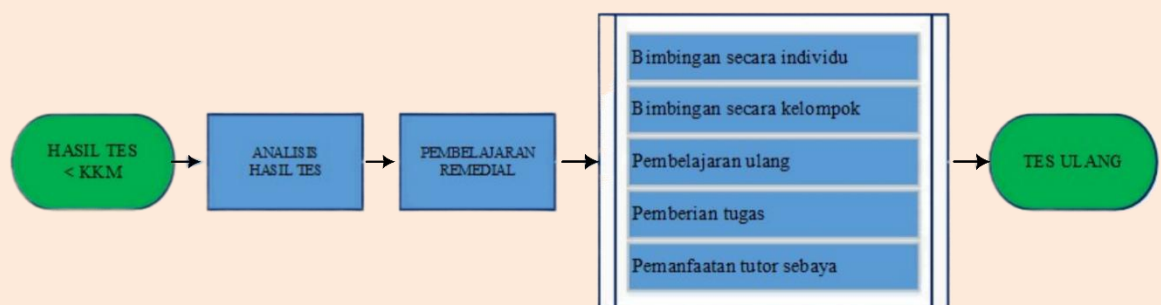 HASIL TES
< KKM
ANALISIS
HASIL TES
PEMBELAJARAN
REMEDIAL
Bimbingan secara individu
Bimbingan secara kelompok
Pembelajaran ulang
Pemberian tugas
Pemanfaatan tutor sebaya
TES ULANG